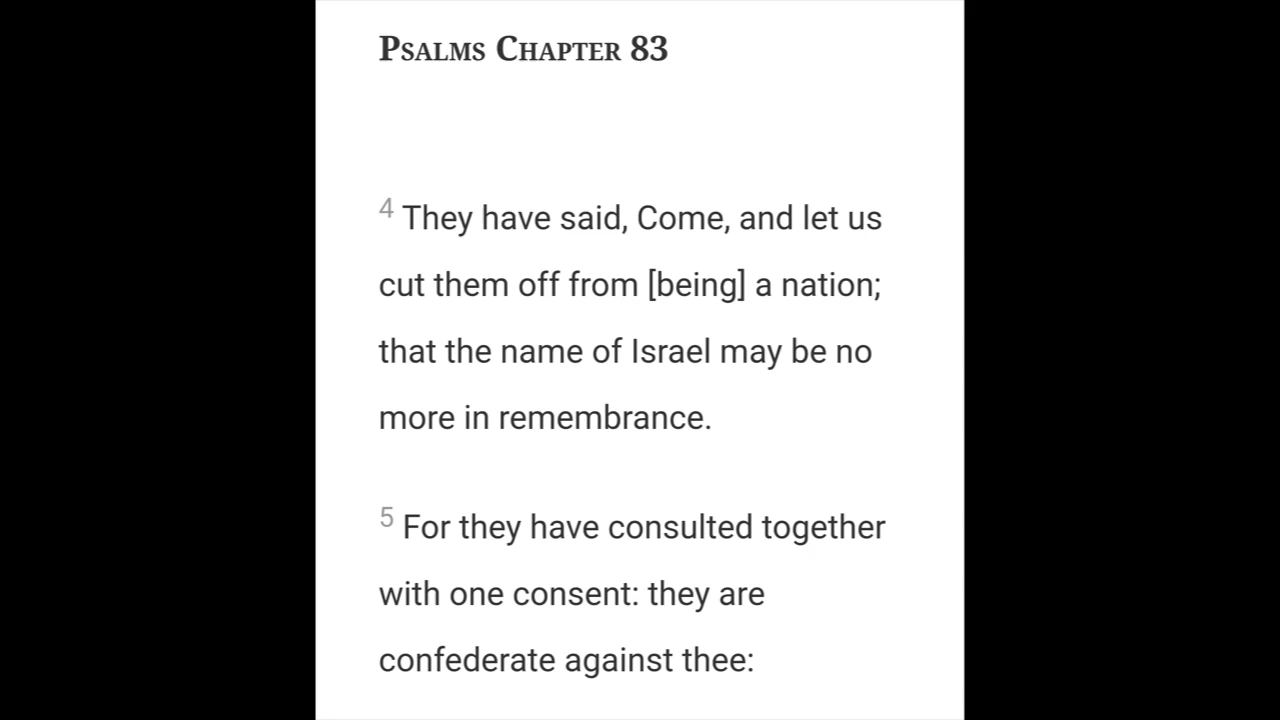 Psalms Chapter 83
4 They have said, Come, and let us
cut them off from [being] a nation;
that the name of Israel may be no
more in remembrance.
5 For they have consulted together
with one consent: they are
confederate against thee: